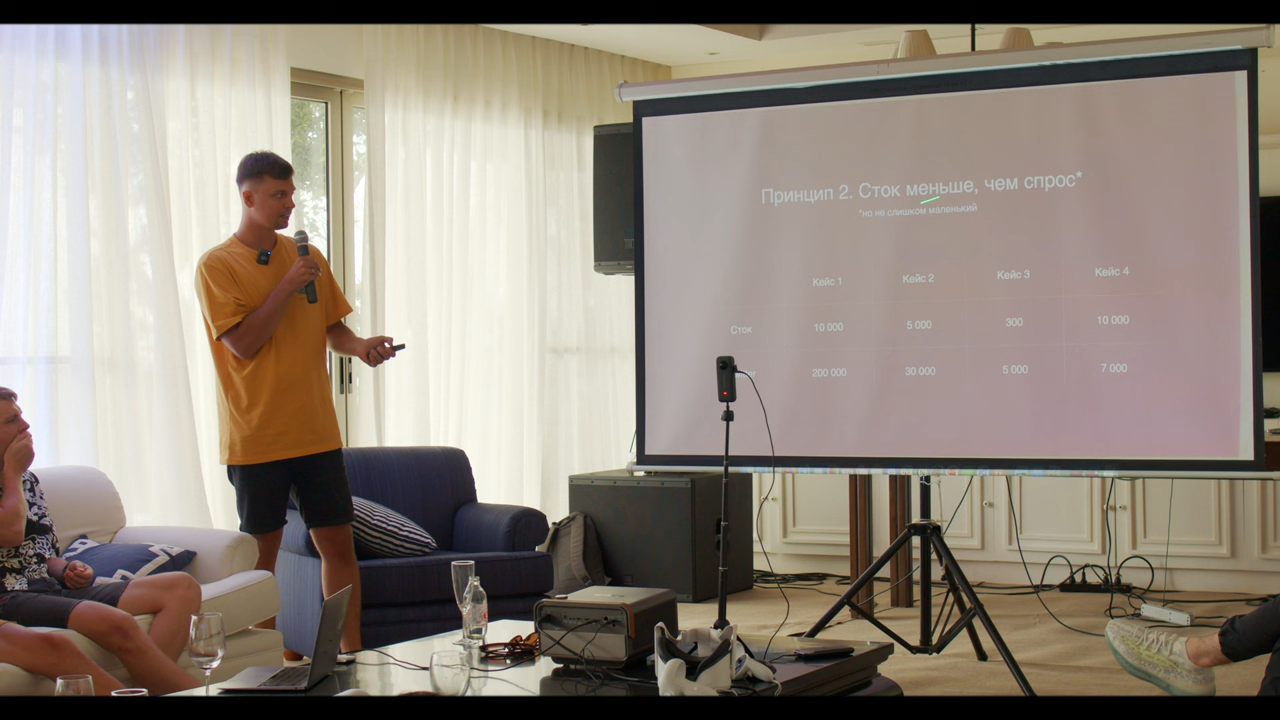 Принцип 2. Сток меньше, чем спрос*
*но не слишком маленький
Кейс 1 Кейс 2 Кейс 3 Кейс 4
Сток 10 000 5 000 300 10 000
200 000 30 000 5 000 7 000